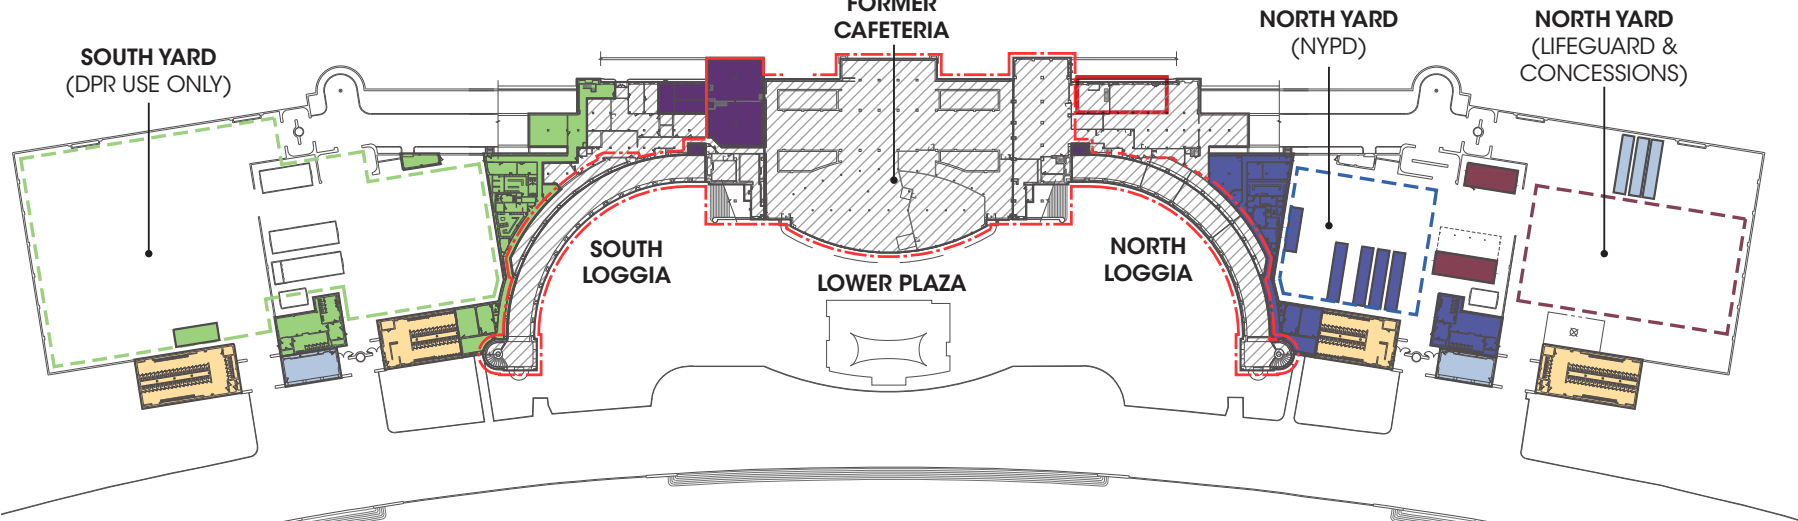 FORMER
CAFETERIA
SOUTH YARD
(DPR USE ONLY)
NORTH YARD
(NYPD)
NORTH YARD
(LIFEGUARD &
CONCESSIONS)
SOUTH
LOGGIA
NORTH
LOGGIA
LOWER PLAZA